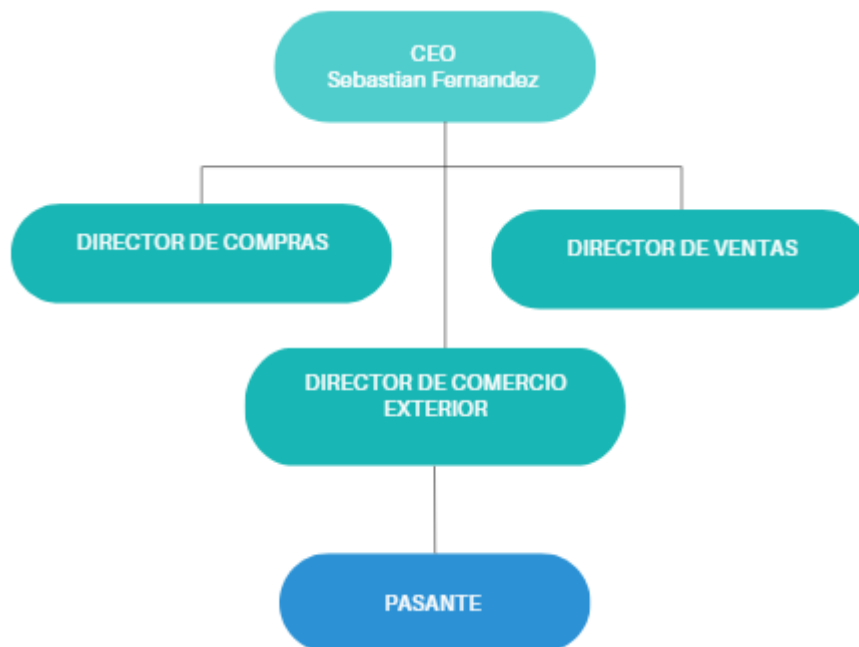 CEO
Sebastian Fernandez
DIRECTOR DE COMPRAS
DIRECTOR DE VENTAS
DIRECTOR DE COMERCIO
EXTERIOR
PASANTE